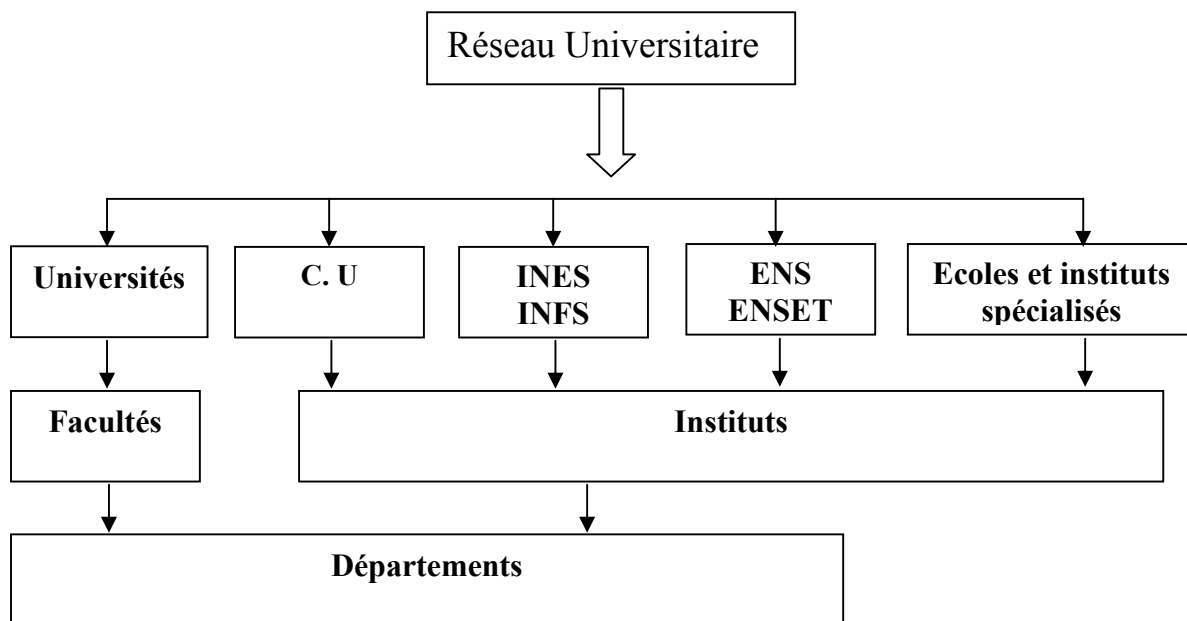 Réseau Universitaire
Universités
C. U
INES
INFS
ENS
ENSET
Ecoles et instituts
spécialisés
Facultés
Instituts
Départements